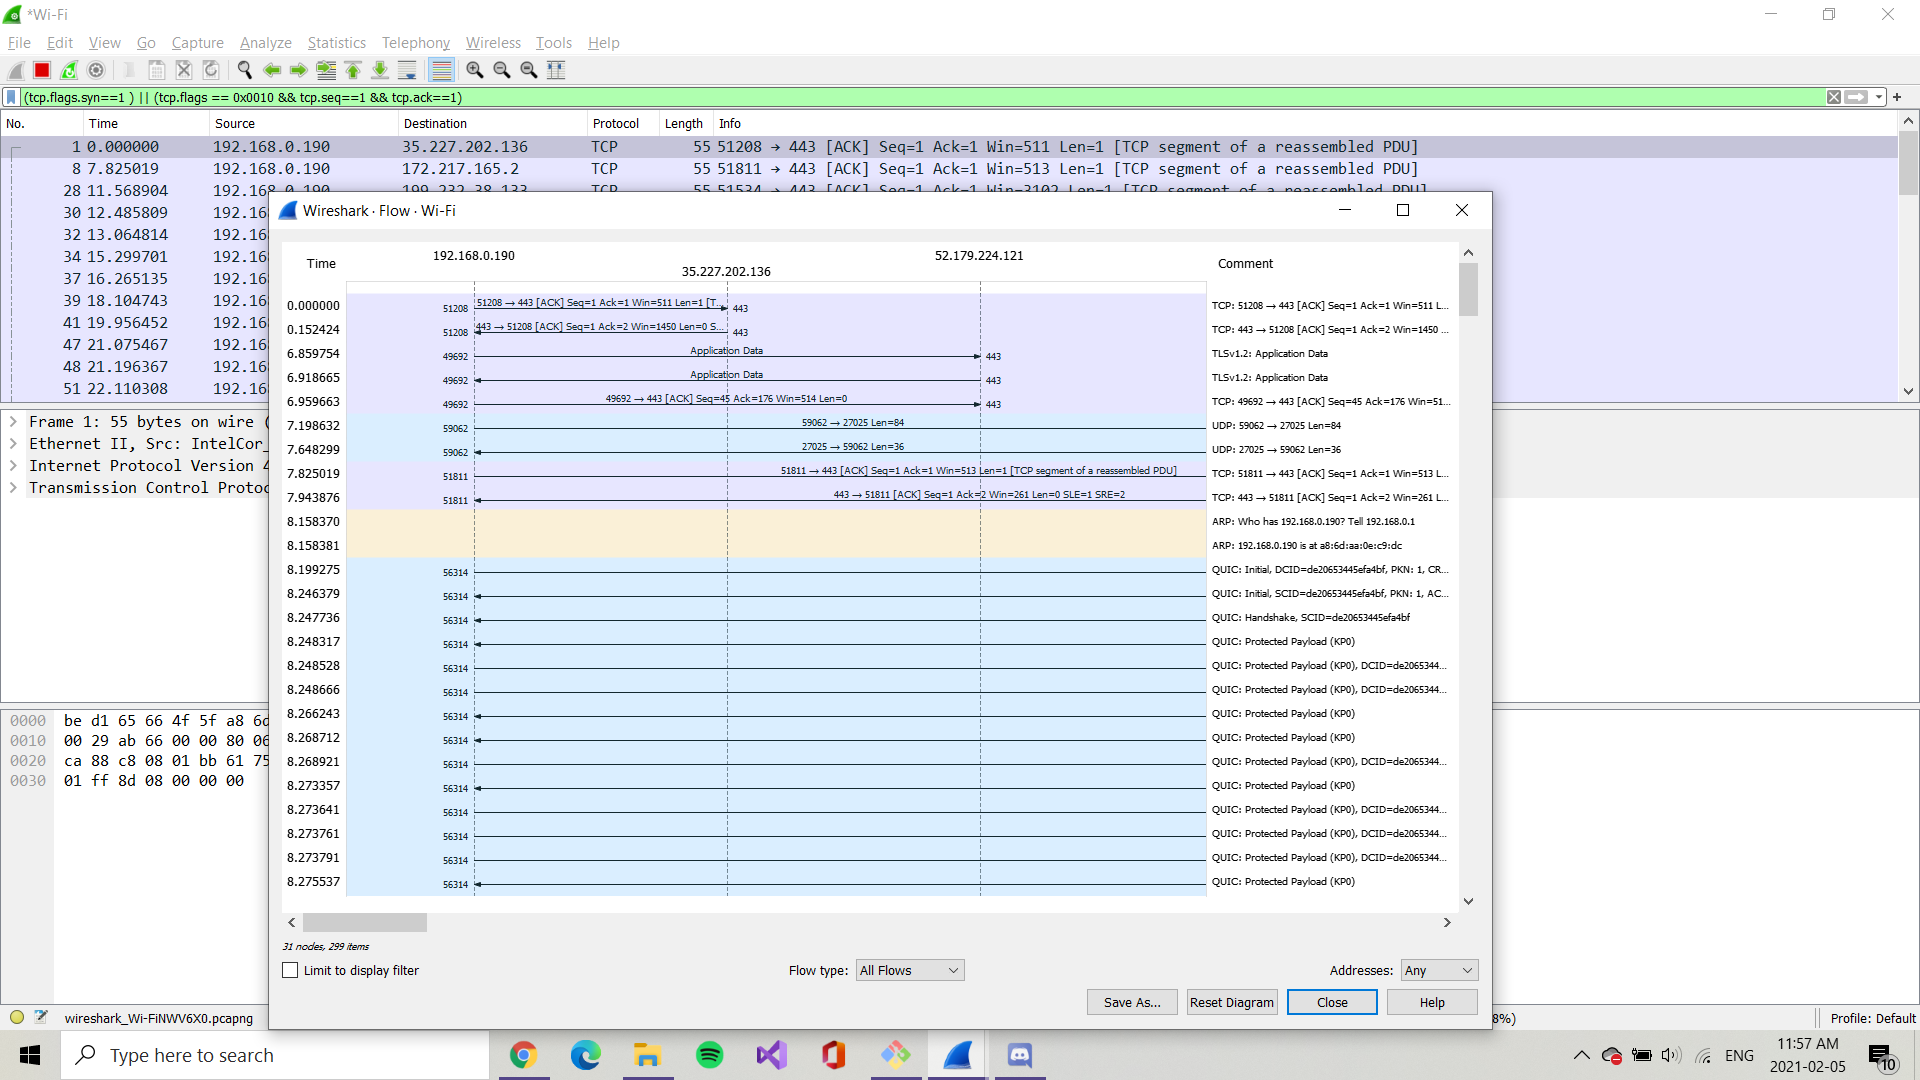 *Wi-Fi
File Edit View Go Capture Analyze Statistics Telephony Wireless Tools Help
(tcp.flags.syn==1 ) || (tcp.flags == 0x0010 && tcp.seq==1 && tcp.ack==1)
No. Time Source Destination Protocol Length Info
1 0.000000 192.168.0.190 35.227.202.136 TCP 55 51208 → 443 [ACK] Seq=1 Ack=1 Win=511 Len=1 [TCP segment of a reassembled PDU]
8 7.825019 192.168.0.190 172.217.165.2 TCP 55 51811 → 443 [ACK] Seq=1 Ack=1 Win=513 Len=1 [TCP segment of a reassembled PDU]
28 11.568904 192.168.0.190 199.232.38.133 TCP 55 51534 → 443 [ACK] Seq=1 Ack=1 Win=3102 Len=1 [TCP segment of a reassembled PDU]
30 12.485809 192.16
32 13.064814 192.16
34 15.299701 192.16
37 16.265135 192.16
39 18.104743 192.16
41 19.956452 192.16
47 21.075467 192.16
48 21.196367 192.16
51 22.110308 192.16
Frame 1: 55 bytes on wire (
Ethernet II, Src: IntelCor_
Internet Protocol Version 4
Transmission Control Protoc
0000 be d1 65 66 4f 5f a8 6d
0010 00 29 ab 66 00 00 80 06
0020 ca 88 c8 08 01 bb 61 75
0030 01 ff 8d 08 00 00 00
Wireshark · Flow · Wi-Fi
Time 192.168.0.190 35.227.202.136 52.179.224.121 Comment
0.000000 51208 51208 → 443 [ACK] Seq=1 Ack=1 Win=511 Len=1 [T... 443 TCP: 51208 → 443 [ACK] Seq=1 Ack=1 Win=511 L...
0.152424 51208 443 → 51208 [ACK] Seq=1 Ack=2 Win=1450 Len=0 S... 443 TCP: 443 → 51208 [ACK] Seq=1 Ack=2 Win=1450 ...
6.859754 49692 Application Data 443 TLSv1.2: Application Data
6.918665 49692 Application Data 443 TLSv1.2: Application Data
6.959663 49692 49692 → 443 [ACK] Seq=45 Ack=176 Win=514 Len=0 443 TCP: 49692 → 443 [ACK] Seq=45 Ack=176 Win=51...
7.198632 59062 59062 → 27025 Len=84 UDP: 59062 → 27025 Len=84
7.648299 59062 27025 → 59062 Len=36 UDP: 27025 → 59062 Len=36
7.825019 51811 51811 → 443 [ACK] Seq=1 Ack=1 Win=513 Len=1 [TCP segment of a reassembled PDU] TCP: 51811 → 443 [ACK] Seq=1 Ack=1 Win=513 L...
7.943876 51811 443 → 51811 [ACK] Seq=1 Ack=2 Win=261 Len=0 SLE=1 SRE=2 TCP: 443 → 51811 [ACK] Seq=1 Ack=2 Win=261 L...
8.158370 ARP: Who has 192.168.0.190? Tell 192.168.0.1
8.158381 ARP: 192.168.0.190 is at a8:6d:aa:0e:c9:dc
8.199275 56314 QUIC: Initial, DCID=de20653445efa4bf, PKN: 1, CR...
8.246379 56314 QUIC: Initial, SCID=de20653445efa4bf, PKN: 1, AC...
8.247736 56314 QUIC: Handshake, SCID=de20653445efa4bf
8.248317 56314 QUIC: Protected Payload (KP0)
8.248528 56314 QUIC: Protected Payload (KP0), DCID=de2065344...
8.248666 56314 QUIC: Protected Payload (KP0), DCID=de2065344...
8.266243 56314 QUIC: Protected Payload (KP0)
8.268712 56314 QUIC: Protected Payload (KP0)
8.268921 56314 QUIC: Protected Payload (KP0), DCID=de2065344...
8.273357 56314 QUIC: Protected Payload (KP0)
8.273641 56314 QUIC: Protected Payload (KP0), DCID=de2065344...
8.273761 56314 QUIC: Protected Payload (KP0), DCID=de2065344...
8.273791 56314 QUIC: Protected Payload (KP0), DCID=de2065344...
8.275537 56314 QUIC: Protected Payload (KP0)
31 nodes, 299 items
Limit to display filter Flow type: All Flows Addresses: Any
Save As... Reset Diagram Close Help
wireshark_Wi-FiNWV6X0.pcapng 8%) Profile: Default
Type here to search ENG 11:57 AM
2021-02-05 10